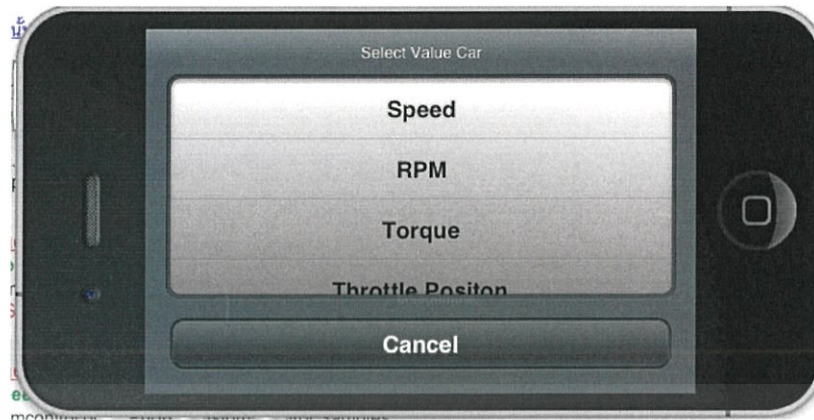 Select Value Car
Speed
RPM
Torque
Throttle Positon
Cancel